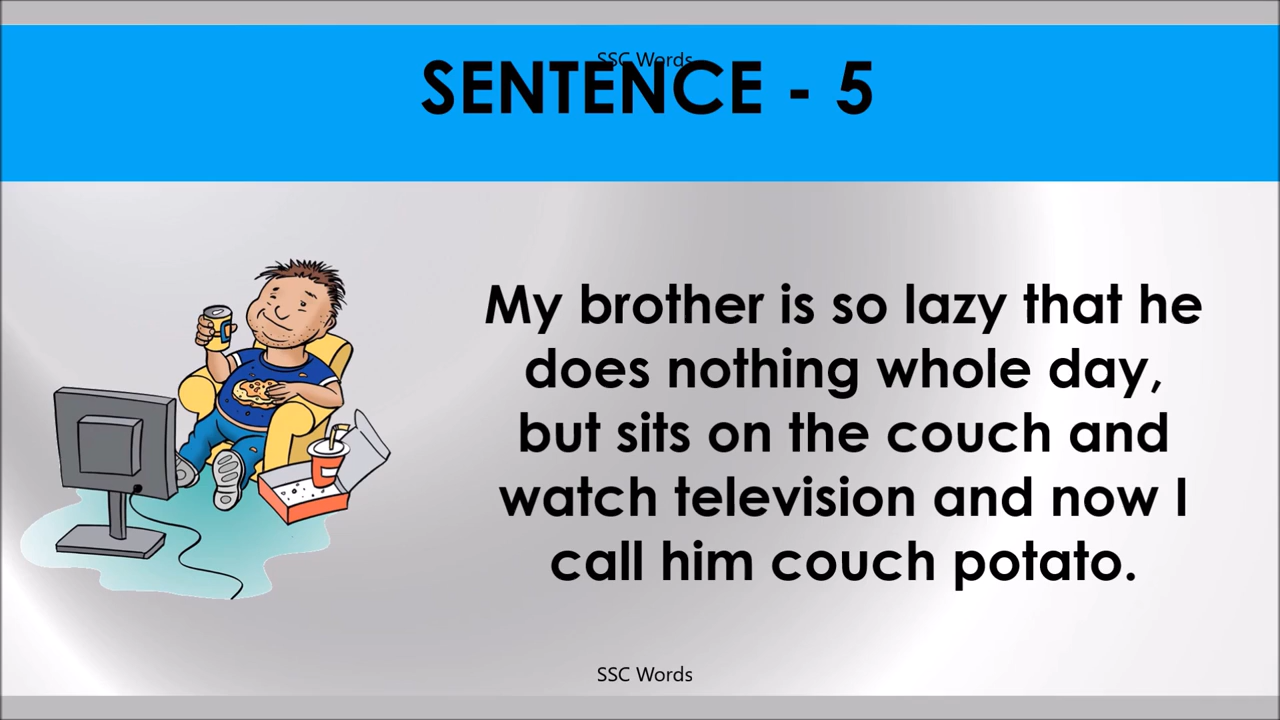 SSC Words
SENTENCE - 5
My brother is so lazy that he
does nothing whole day,
but sits on the couch and
watch television and now I
call him couch potato.
SSC Words